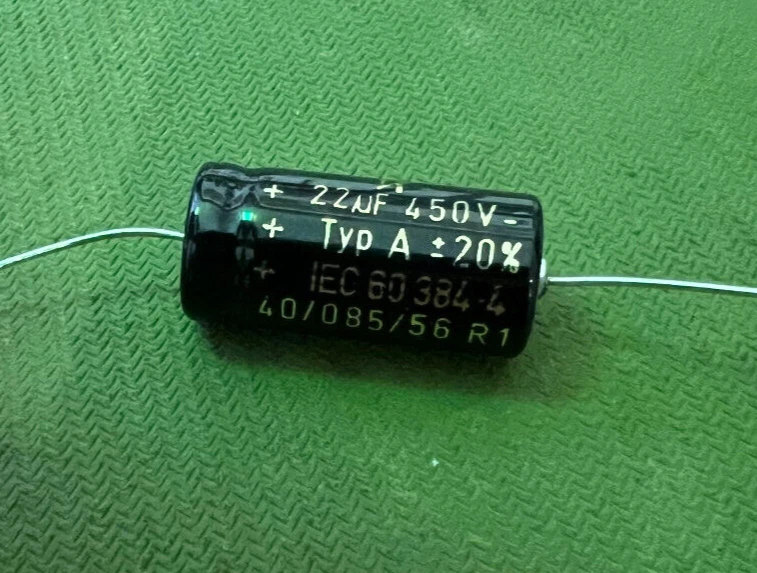 + 22µF 450V-
+ Typ A ±20%
+ IEC 60 384-4
40/085/56 R1